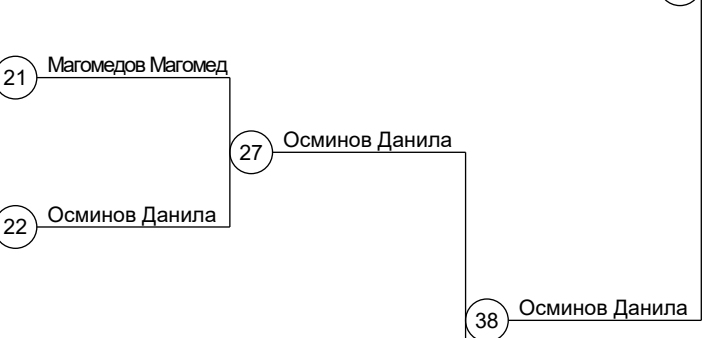 21 Магомедов Магомед
27 Осминов Данила
22 Осминов Данила
38 Осминов Данила